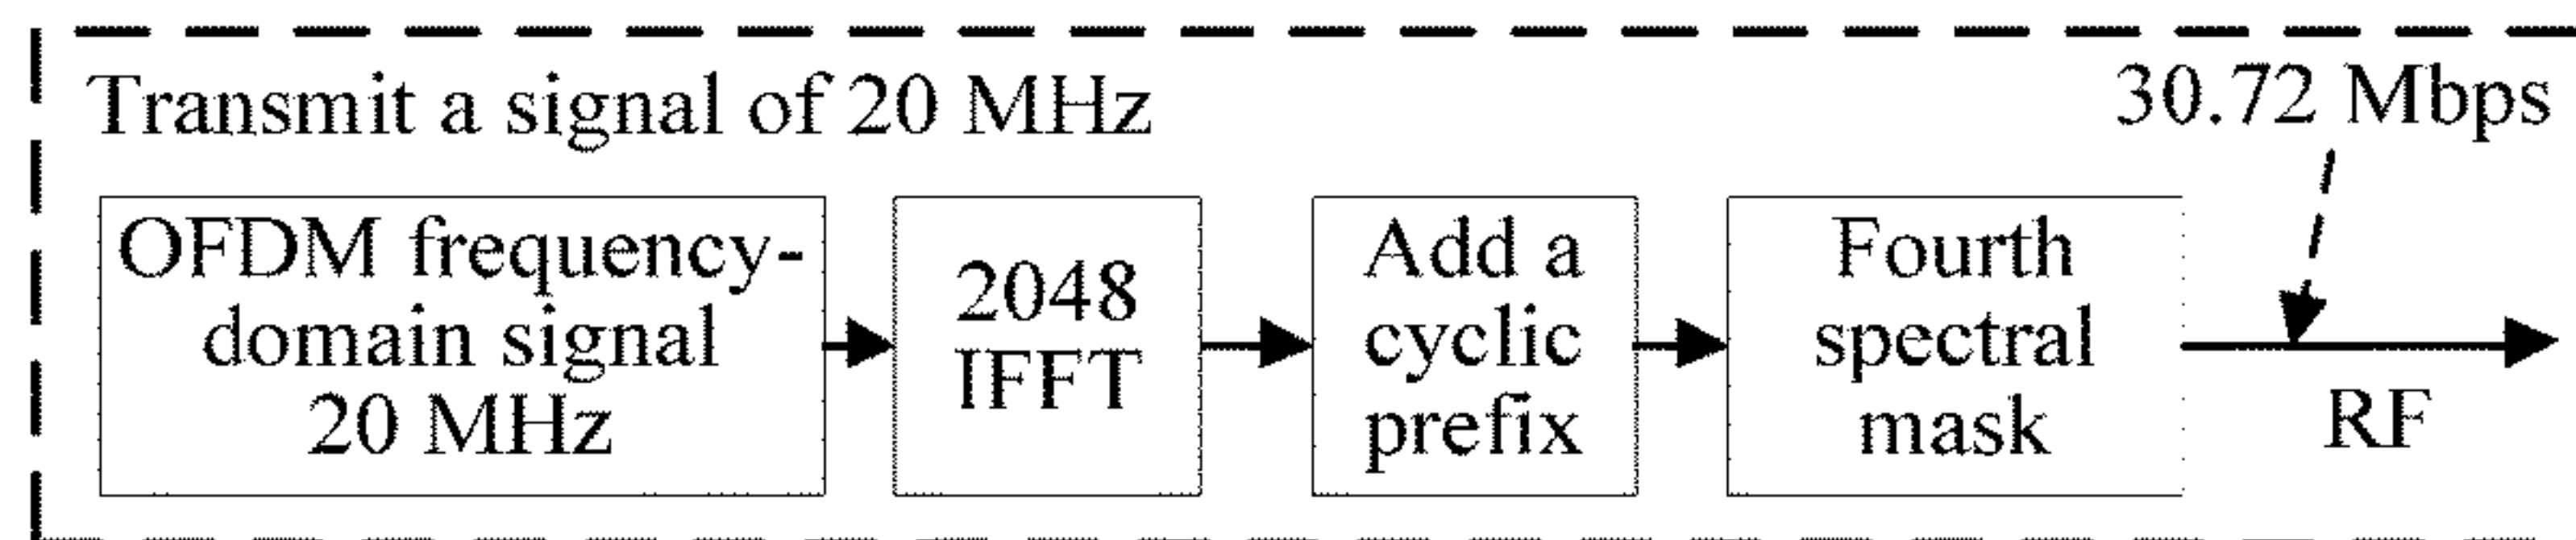 Transmit a signal of 20 MHz
30.72 Mbps
OFDM frequency-
domain signal
20 MHz
2048
IFFT
Add a
cyclic
prefix
Fourth
spectral
mask
RF